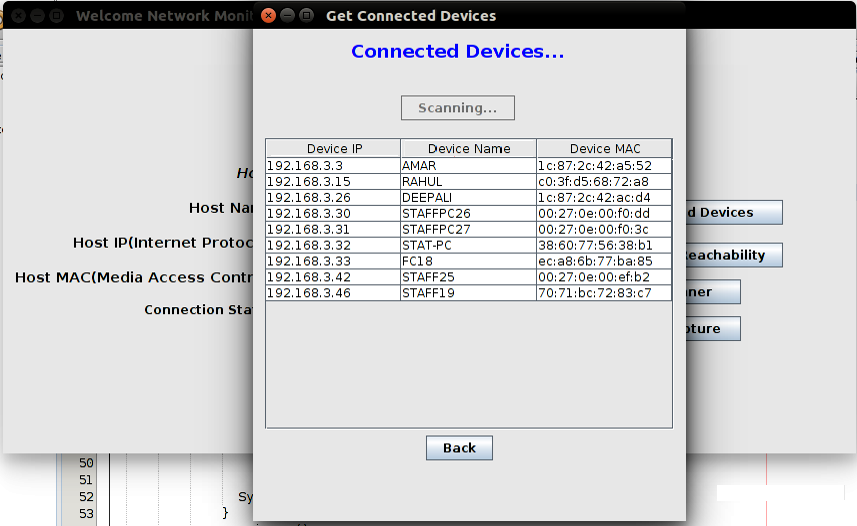 Welcome Network Monit
Get Connected Devices
Connected Devices...
Scanning...
Device IP Device Name Device MAC
192.168.3.3 AMAR 1c:87:2c:42:a5:52
192.168.3.15 RAHUL c0:3f:d5:68:72:a8
192.168.3.26 DEEPALI 1c:87:2c:42:ac:d4
192.168.3.30 STAFFPC26 00:27:0e:00:f0:dd
192.168.3.31 STAFFPC27 00:27:0e:00:f0:3c
192.168.3.32 STAT-PC 38:60:77:56:38:b1
192.168.3.33 FC18 ec:a8:6b:77:ba:85
192.168.3.42 STAFF25 00:27:0e:00:ef:b2
192.168.3.46 STAFF19 70:71:bc:72:83:c7
Back
Ho
Host Nam
Host IP(Internet Protoc
Host MAC(Media Access Contr
Connection Stat
d Devices
Reachability
nner
pture
50
51
52 Sy
53 }